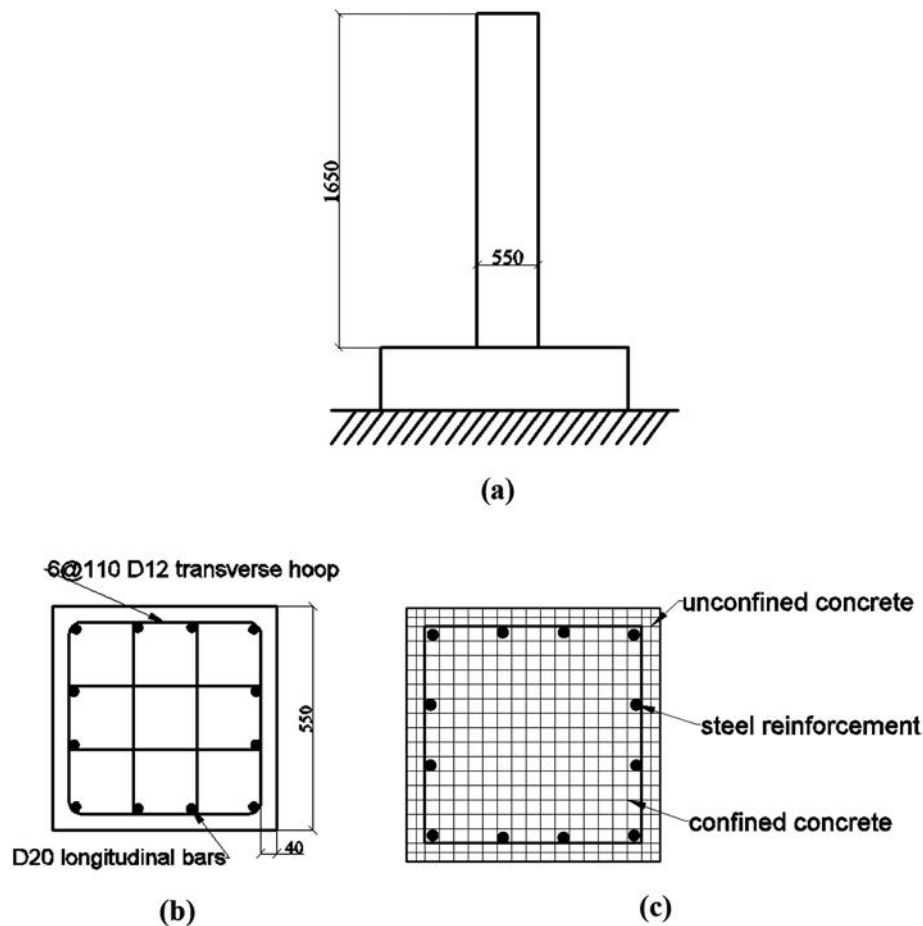 1650
550
(a)
6@110 D12 transverse hoop
550
D20 longitudinal bars
40
(b)
unconfined concrete
steel reinforcement
confined concrete
(c)